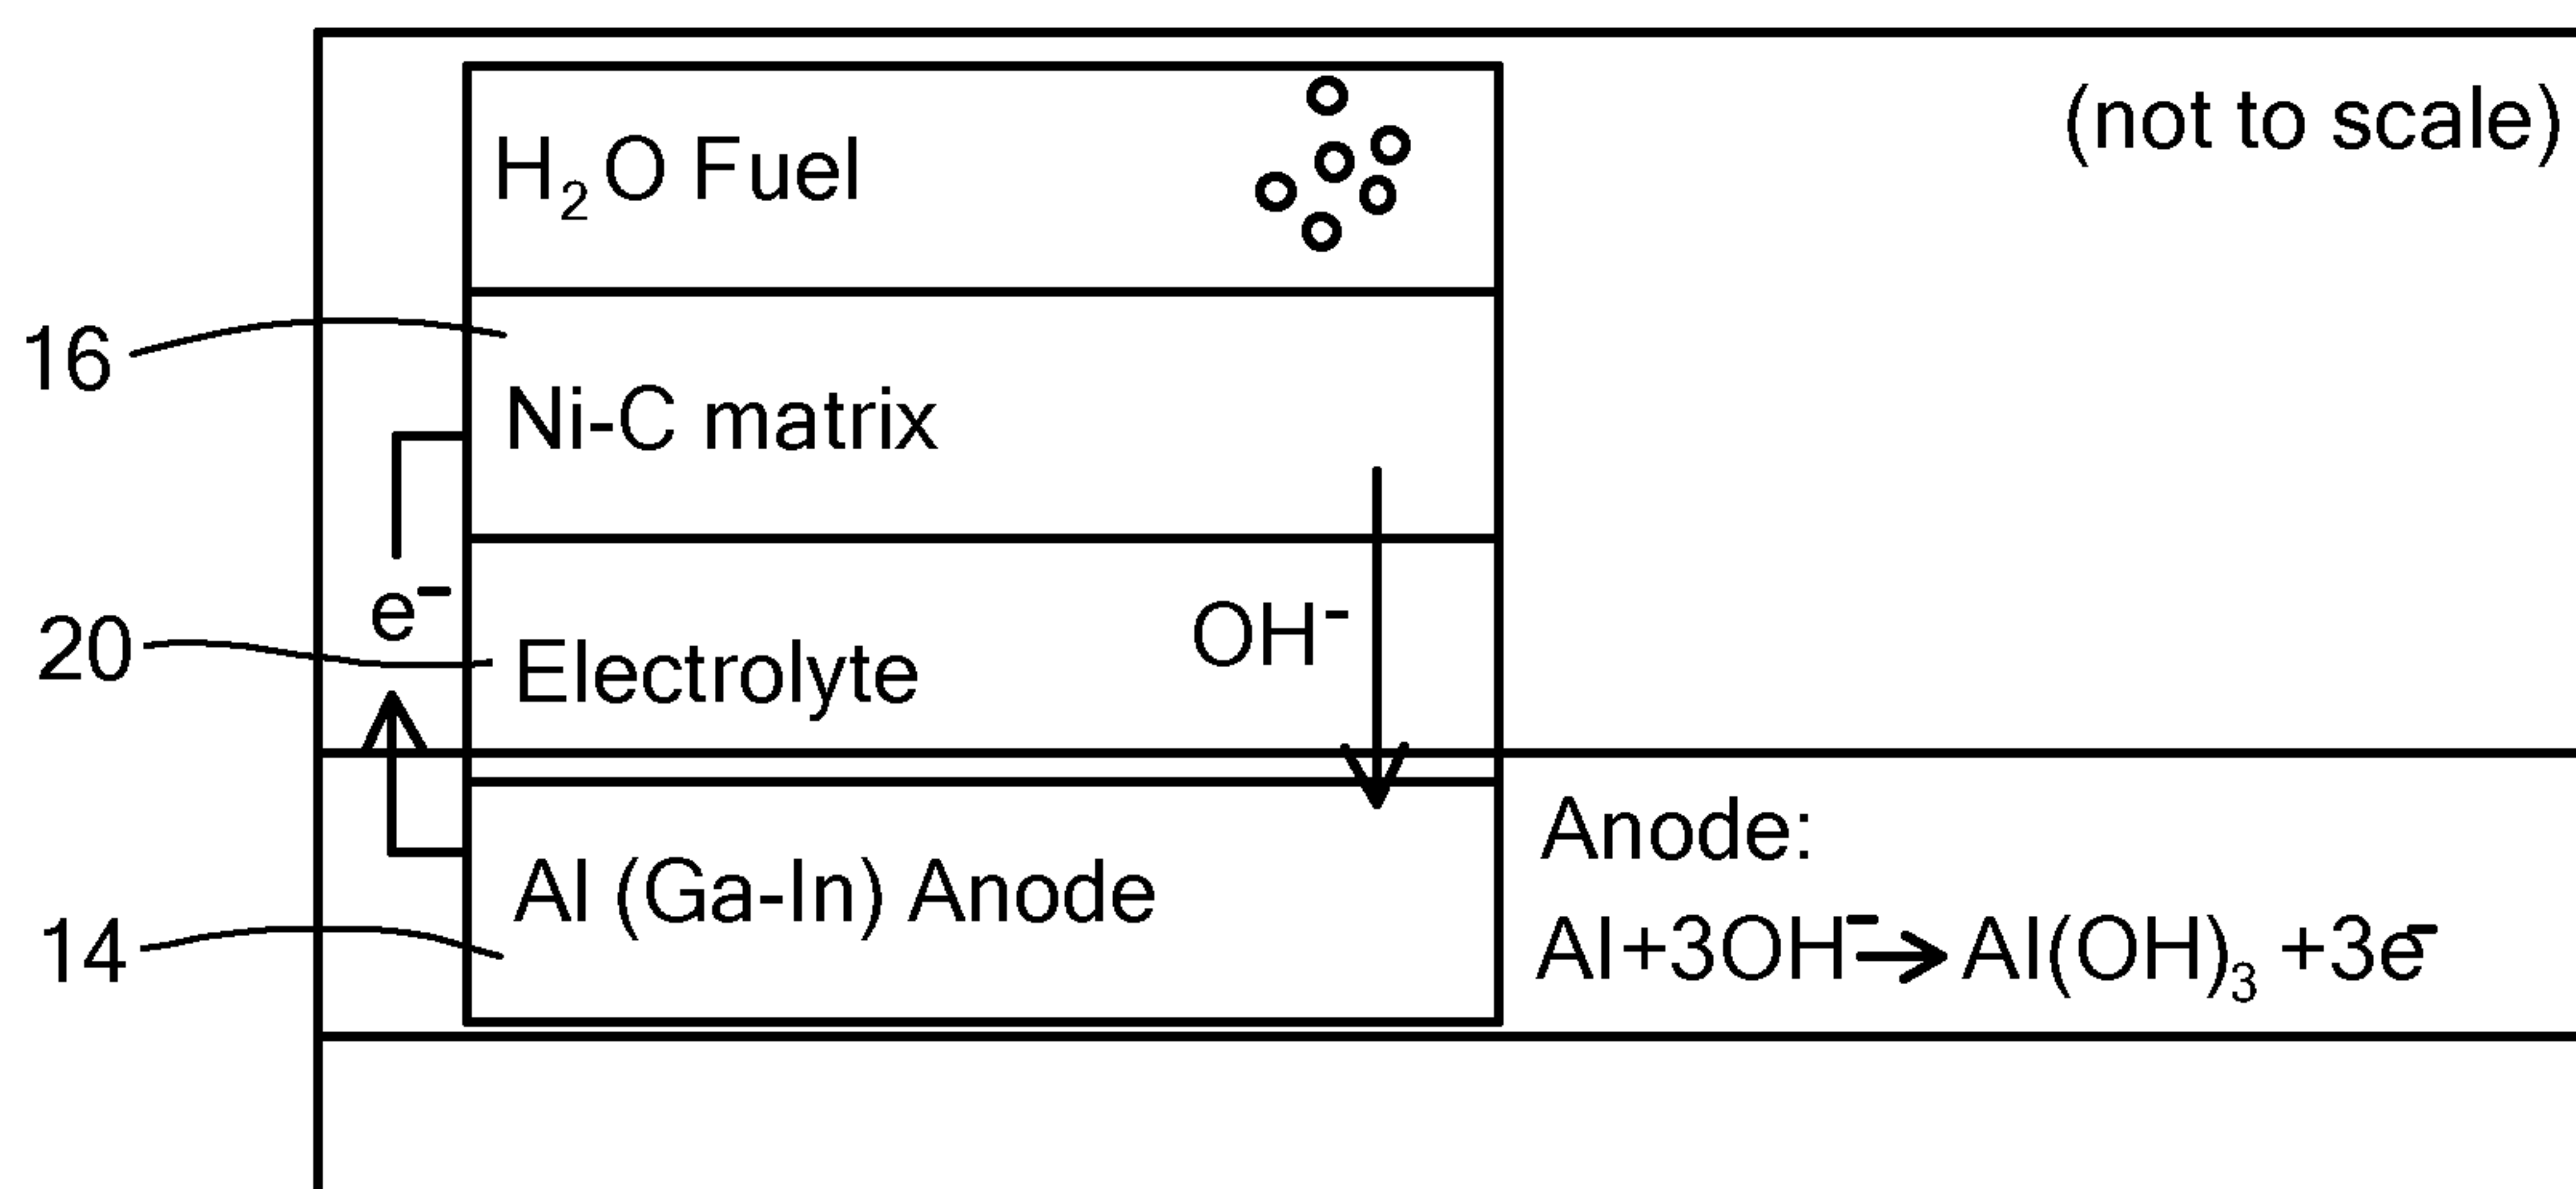 (not to scale)
H₂O Fuel
16
Ni-C matrix
e⁻
OH⁻
20
Electrolyte
Anode:
Al (Ga-In) Anode
14
Al+3OH⁻→Al(OH)₃ +3e⁻